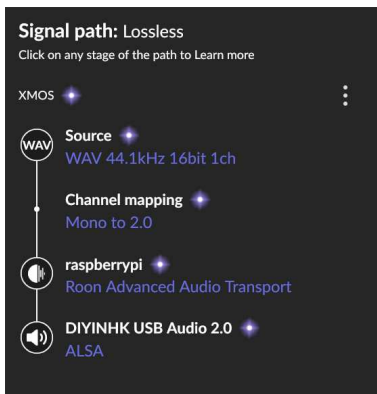 Signal path: Lossless
Click on any stage of the path to Learn more
XMOS
WAV
Source
WAV 44.1kHz 16bit 1ch
Channel mapping
Mono to 2.0
raspberrypi
Roon Advanced Audio Transport
DIYINHK USB Audio 2.0
ALSA